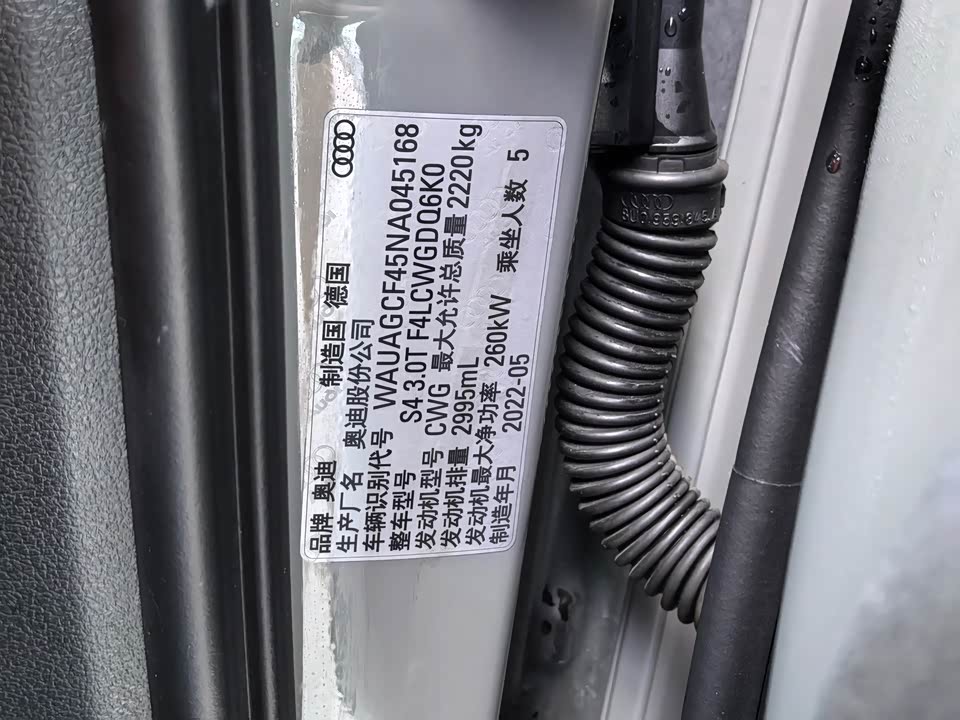 品牌 奥迪 制造国 德国
生产厂名 奥迪股份公司
车辆识别代号 WAUAGCF45NA045168
整车型号 S4 3.0T F4LCWGDQ6K0
发动机型号 CWG 最大允许总质量 2220kg
发动机排量 2995mL
发动机最大净功率 260kW 乘坐人数 5
制造年月 2022-05